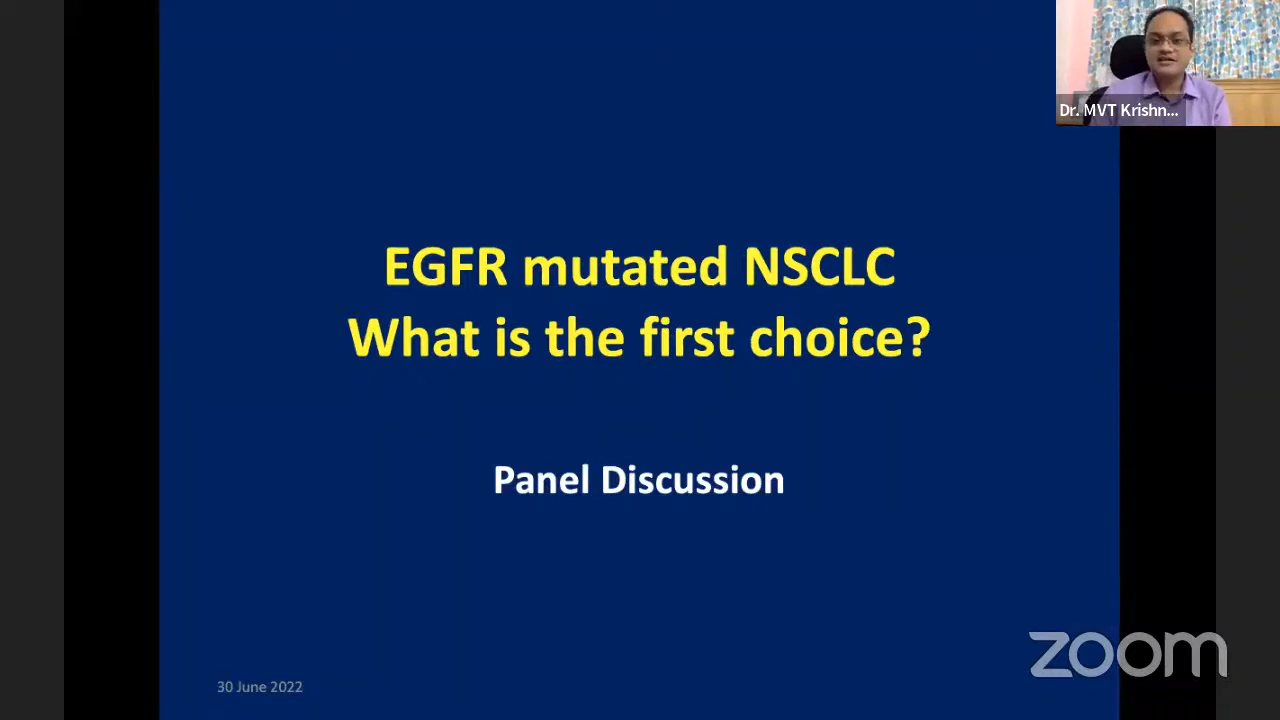 Dr. MVT Krishn...
EGFR mutated NSCLC
What is the first choice?
Panel Discussion
zoom
30 June 2022